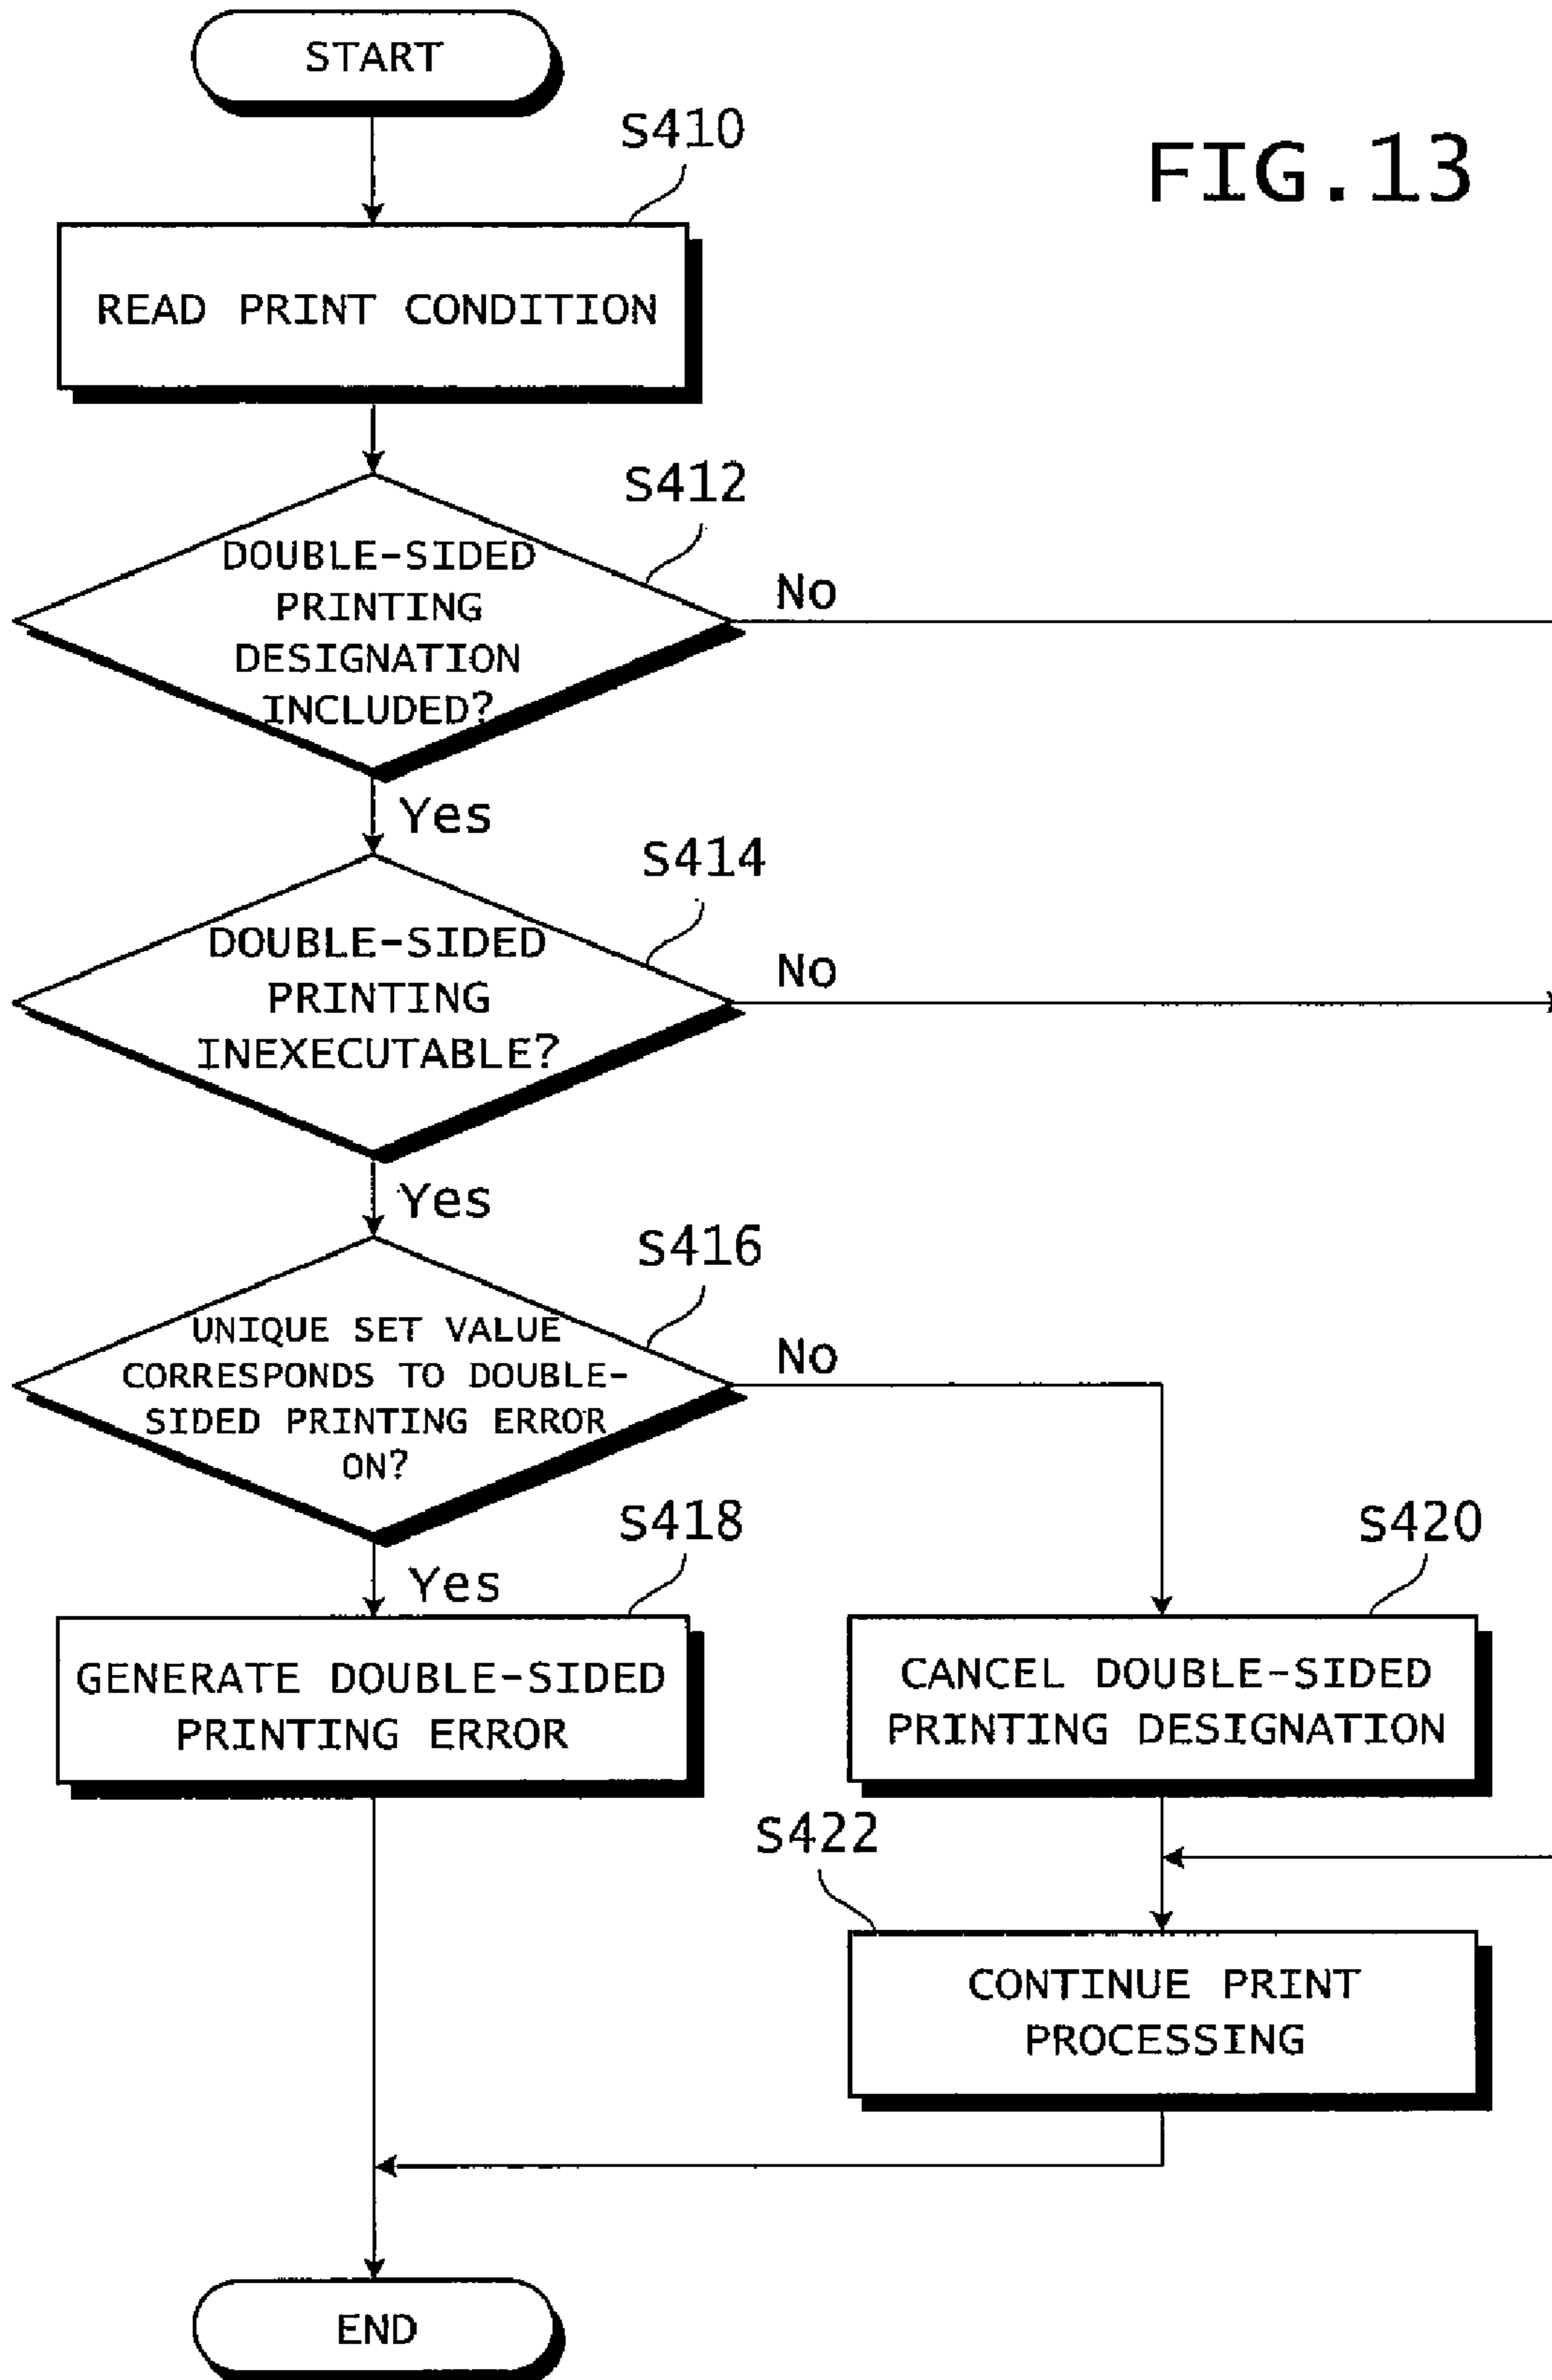 START
S410
FIG.13
READ PRINT CONDITION
S412
DOUBLE-SIDED
PRINTING
DESIGNATION
INCLUDED?
No
Yes
S414
DOUBLE-SIDED
PRINTING
INEXECUTABLE?
No
Yes
S416
UNIQUE SET VALUE
CORRESPONDS TO DOUBLE-
SIDED PRINTING ERROR
ON?
No
Yes
S418
GENERATE DOUBLE-SIDED
PRINTING ERROR
S420
CANCEL DOUBLE-SIDED
PRINTING DESIGNATION
S422
CONTINUE PRINT
PROCESSING
END